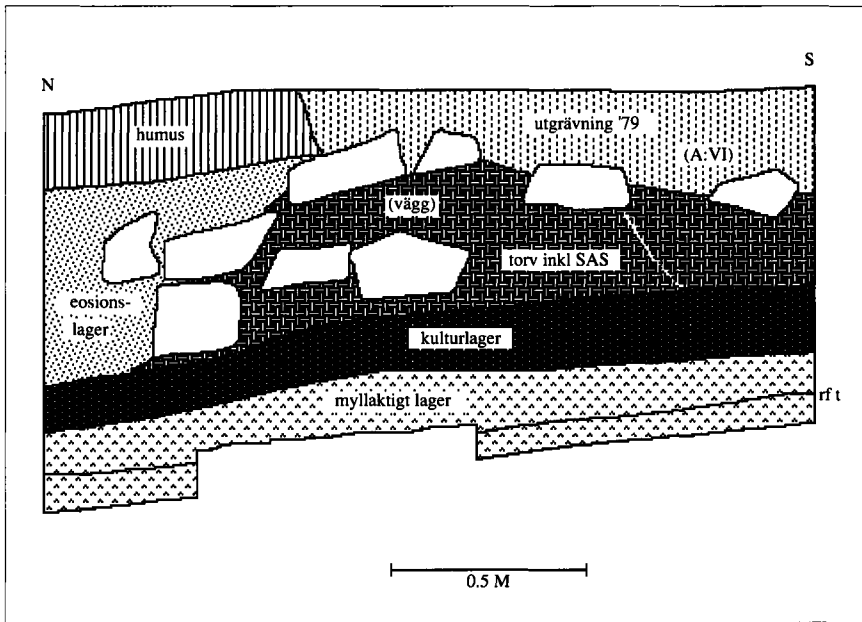 N
S
humus
utgrävning '79
(A:VI)
(vägg)
torv inkl SAS
eosions-
lager
kulturlager
myllaktigt lager
rf t
0.5 M